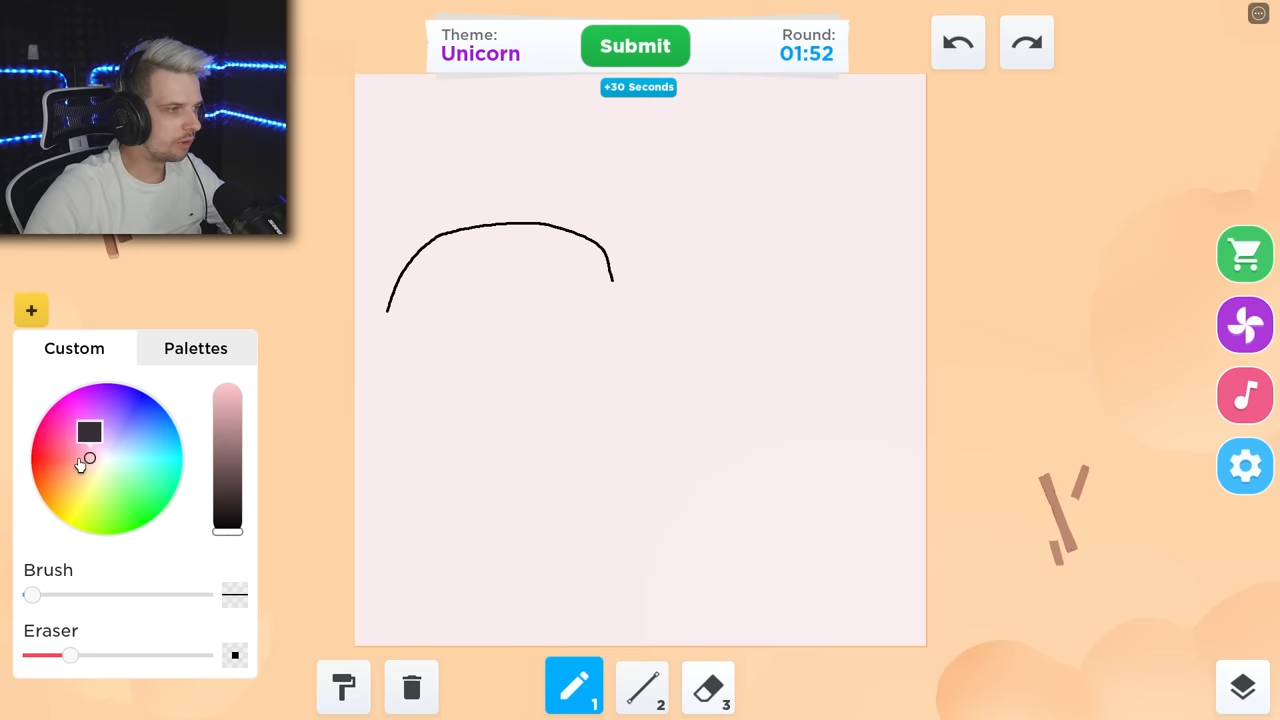 Theme:
Unicorn
Submit
Round:
01:52
+30 Seconds
+
Custom
Palettes
Brush
Eraser
1
2
3